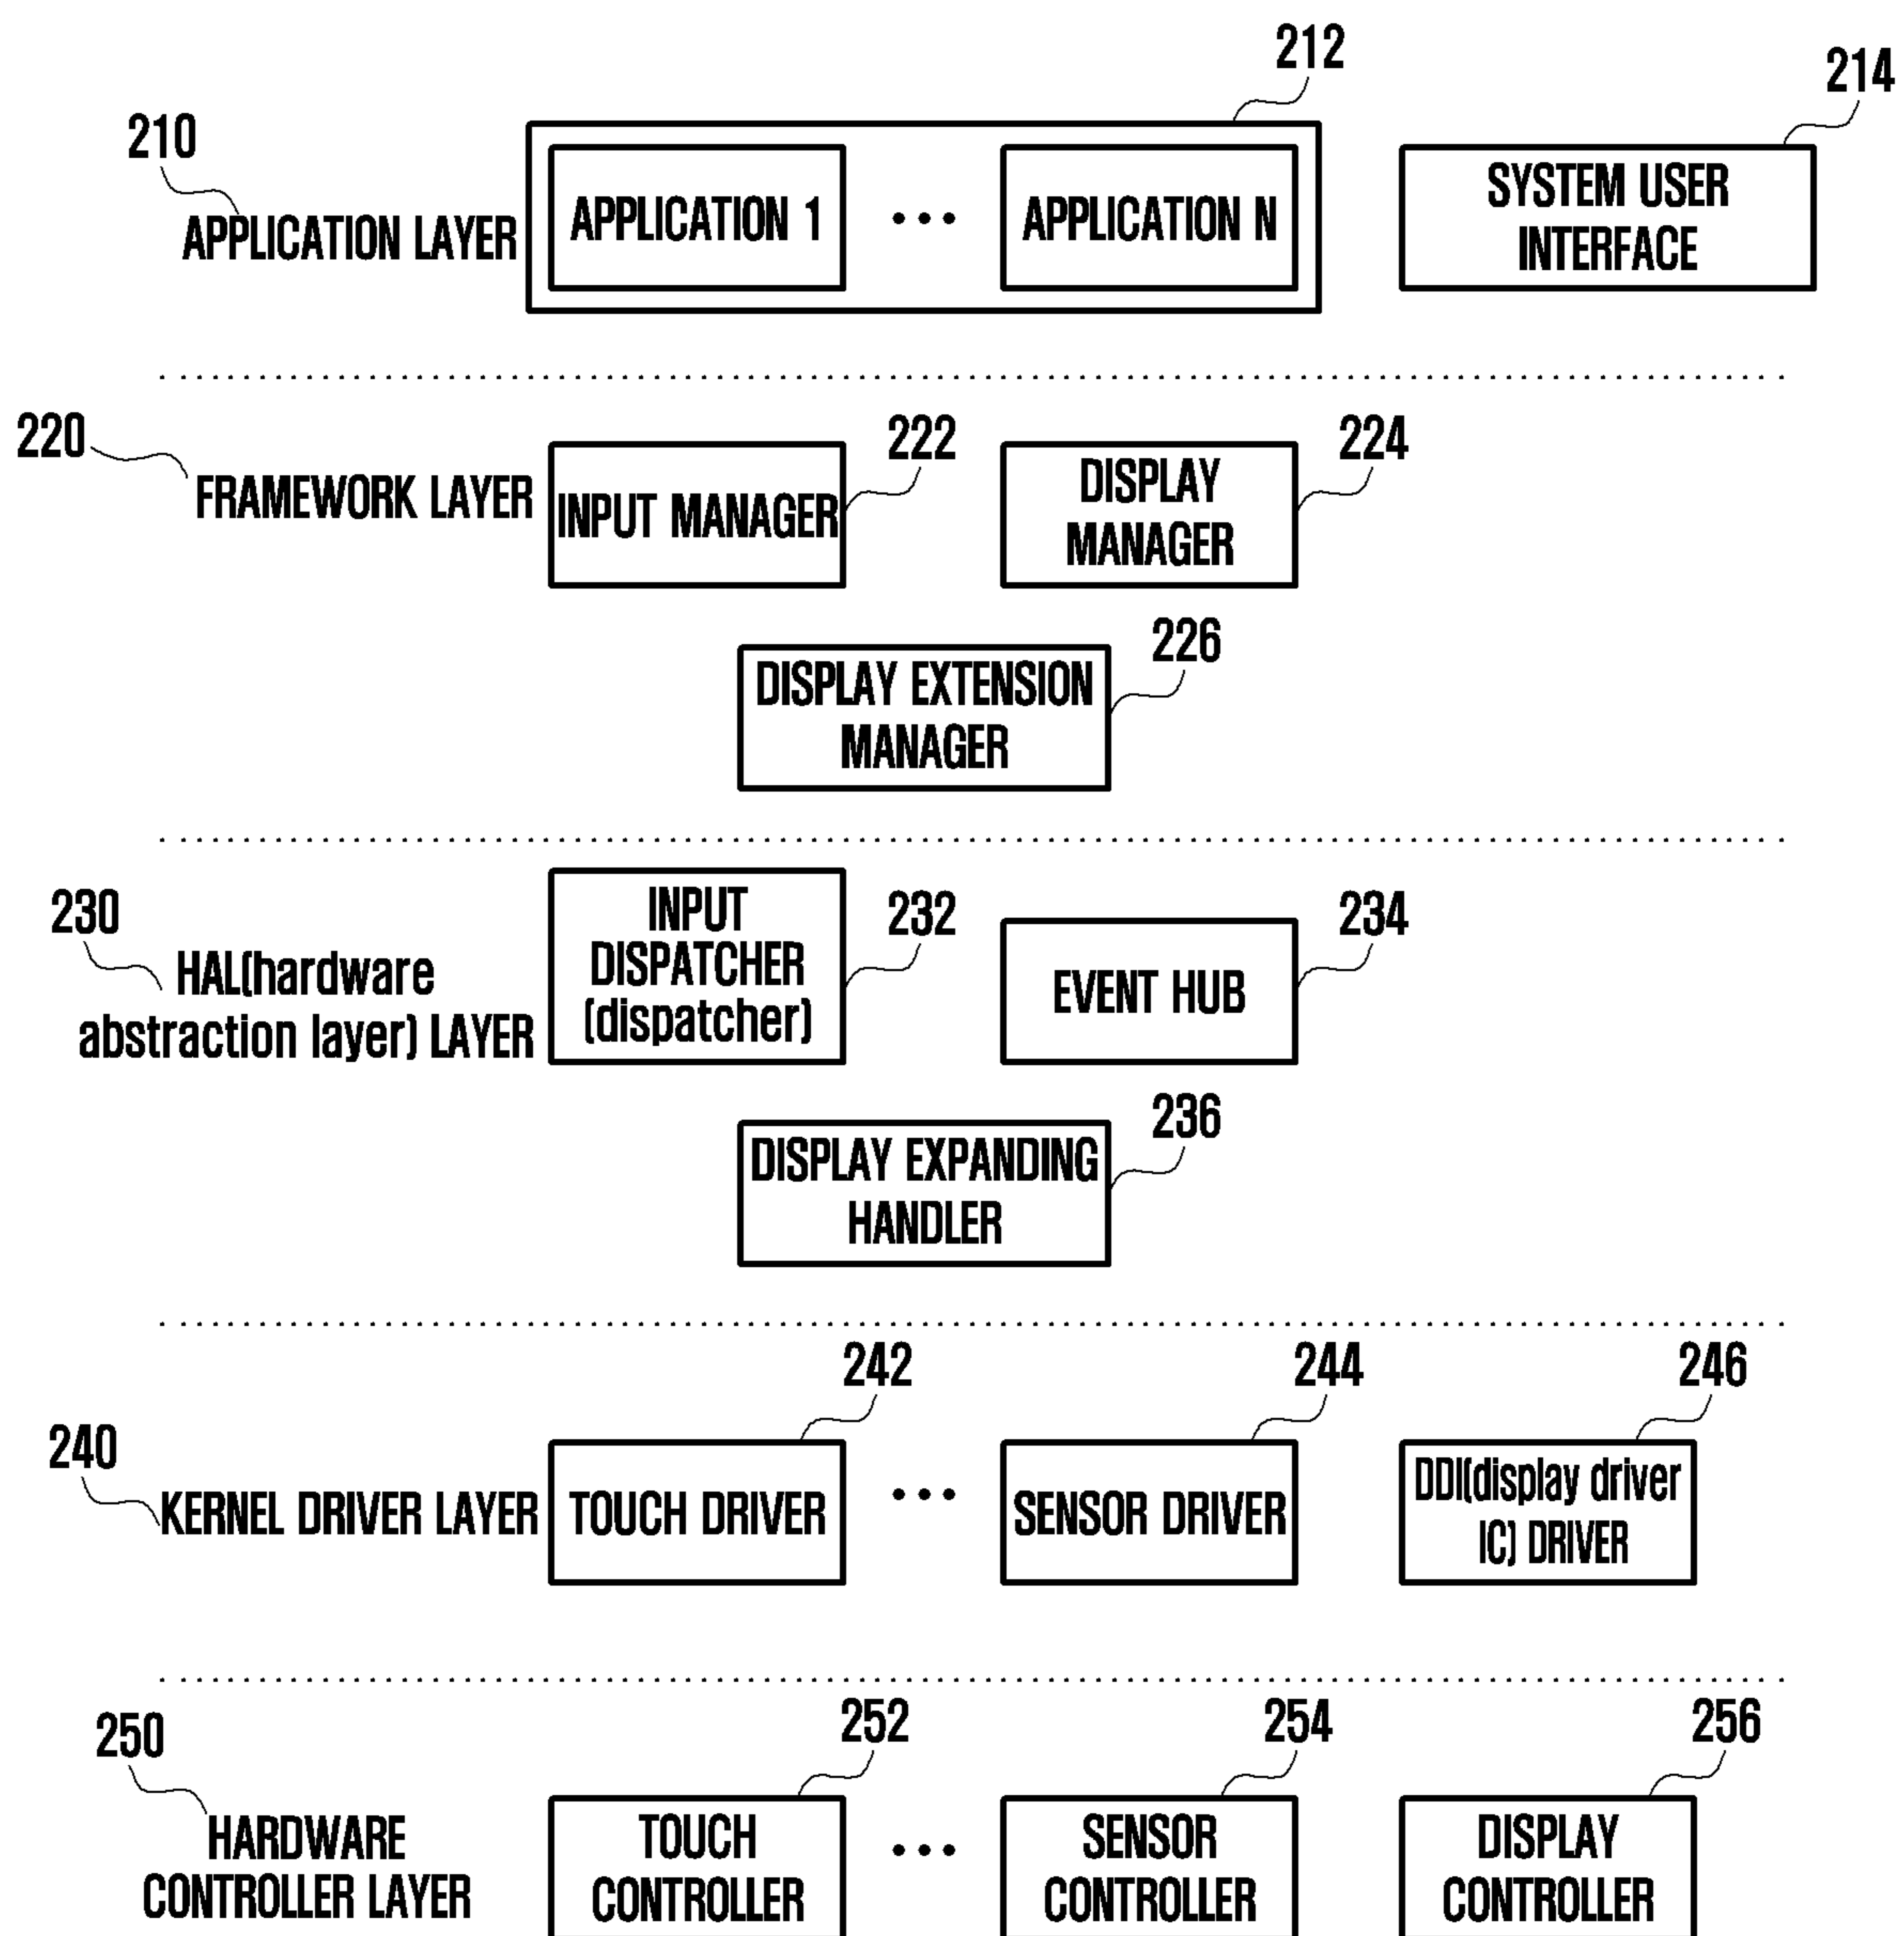 212
214
210
APPLICATION LAYER
APPLICATION 1
•••
APPLICATION N
SYSTEM USER
INTERFACE
220
FRAMEWORK LAYER
INPUT MANAGER
222
DISPLAY
MANAGER
224
DISPLAY EXTENSION
MANAGER
226
230
HAL(hardware
abstraction layer) LAYER
INPUT
DISPATCHER
(dispatcher)
232
EVENT HUB
234
DISPLAY EXPANDING
HANDLER
236
240
KERNEL DRIVER LAYER
242
TOUCH DRIVER
•••
244
SENSOR DRIVER
246
DDI(display driver
IC) DRIVER
250
HARDWARE
CONTROLLER LAYER
252
TOUCH
CONTROLLER
•••
254
SENSOR
CONTROLLER
256
DISPLAY
CONTROLLER